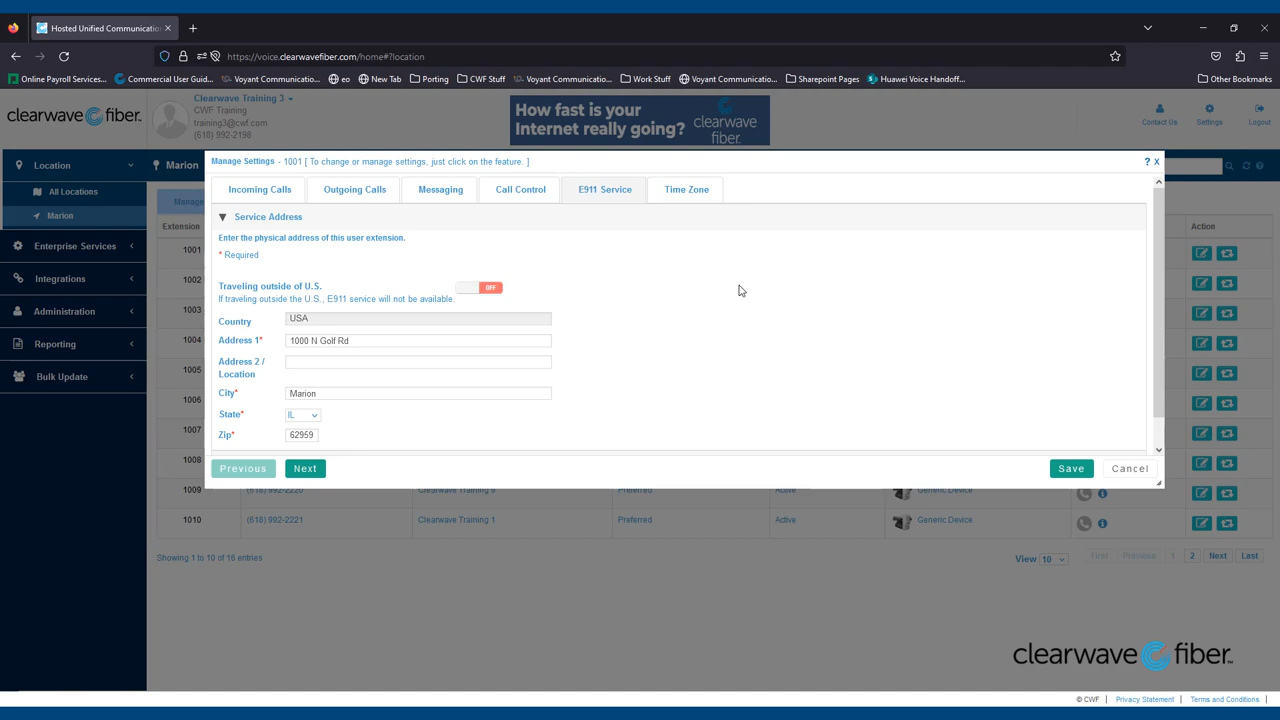 Hosted Unified Communicatio
https://voice.clearwavefiber.com/home#?location
Online Payroll Services...
Commercial User Guid...
Voyant Communicatio...
eo
New Tab
Porting
CWF Stuff
Voyant Communicatio...
Work Stuff
Voyant Communicatio...
Sharepoint Pages
Huawei Voice Handoff...
Other Bookmarks
clearwave fiber.
Clearwave Training 3
CWF Training
training3@cwf.com
(618) 992-2198
How fast is your
Internet really going?
clearwave
fiber.
Contact Us
Settings
Logout
Location
All Locations
Marion
Enterprise Services
Integrations
Administration
Reporting
Bulk Update
Marion
Manage Settings - 1001 [ To change or manage settings, just click on the feature. ]
? X
Incoming Calls
Outgoing Calls
Messaging
Call Control
E911 Service
Time Zone
Service Address
Enter the physical address of this user extension.
* Required
Traveling outside of U.S.
OFF
If traveling outside the U.S., E911 service will not be available.
Country
USA
Address 1*
1000 N Golf Rd
Address 2 /
Location
City*
Marion
State*
IL
Zip*
62959
Previous
Next
Save
Cancel
Manage
Extension
Action
1001
1002
1003
1004
1005
1006
1007
1008
1009 (618) 992-2220 Clearwave Training 9 Preferred Active Generic Device
1010 (618) 992-2221 Clearwave Training 1 Preferred Active Generic Device
Showing 1 to 10 of 16 entries
View 10
First Previous 1 2 Next Last
clearwave fiber.™
© CWF | Privacy Statement | Terms and Conditions |